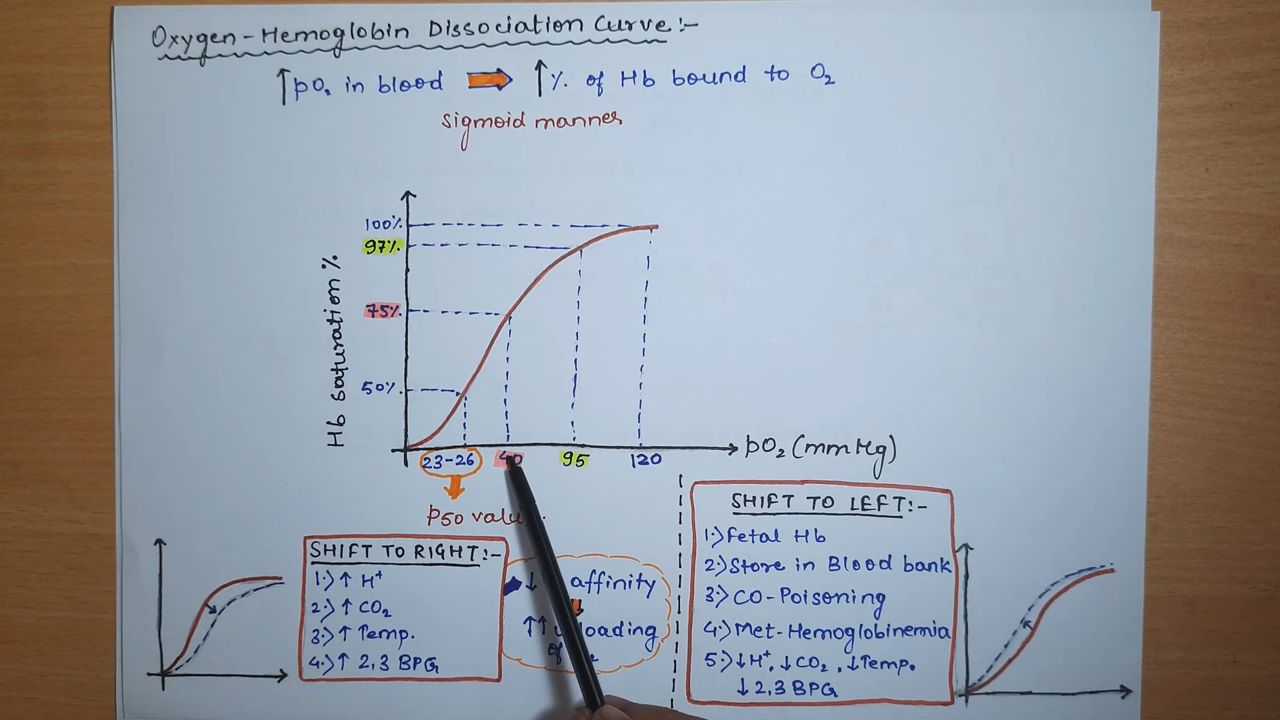 Oxygen-Hemoglobin Dissociation Curve:-
↑pO₂ in blood ➡ ↑% of Hb bound to O₂
Sigmoid manner
100%
97%
75%
50%
Hb Saturation %
23-26
95
120
pO₂ (mmHg)
P50
SHIFT TO RIGHT:-
1.) ↑ H⁺
2.) ↑ CO₂
3.) ↑ Temp.
4.) ↑ 2,3 BPG
↓ affinity
↑↑
of
SHIFT TO LEFT:-
1.) Fetal Hb
2.) Store in Blood bank
3.) CO-Poisoning
4.) Met-Hemoglobinemia
5.) ↓H⁺, ↓CO₂, ↓Temp.
↓ 2,3 BPG